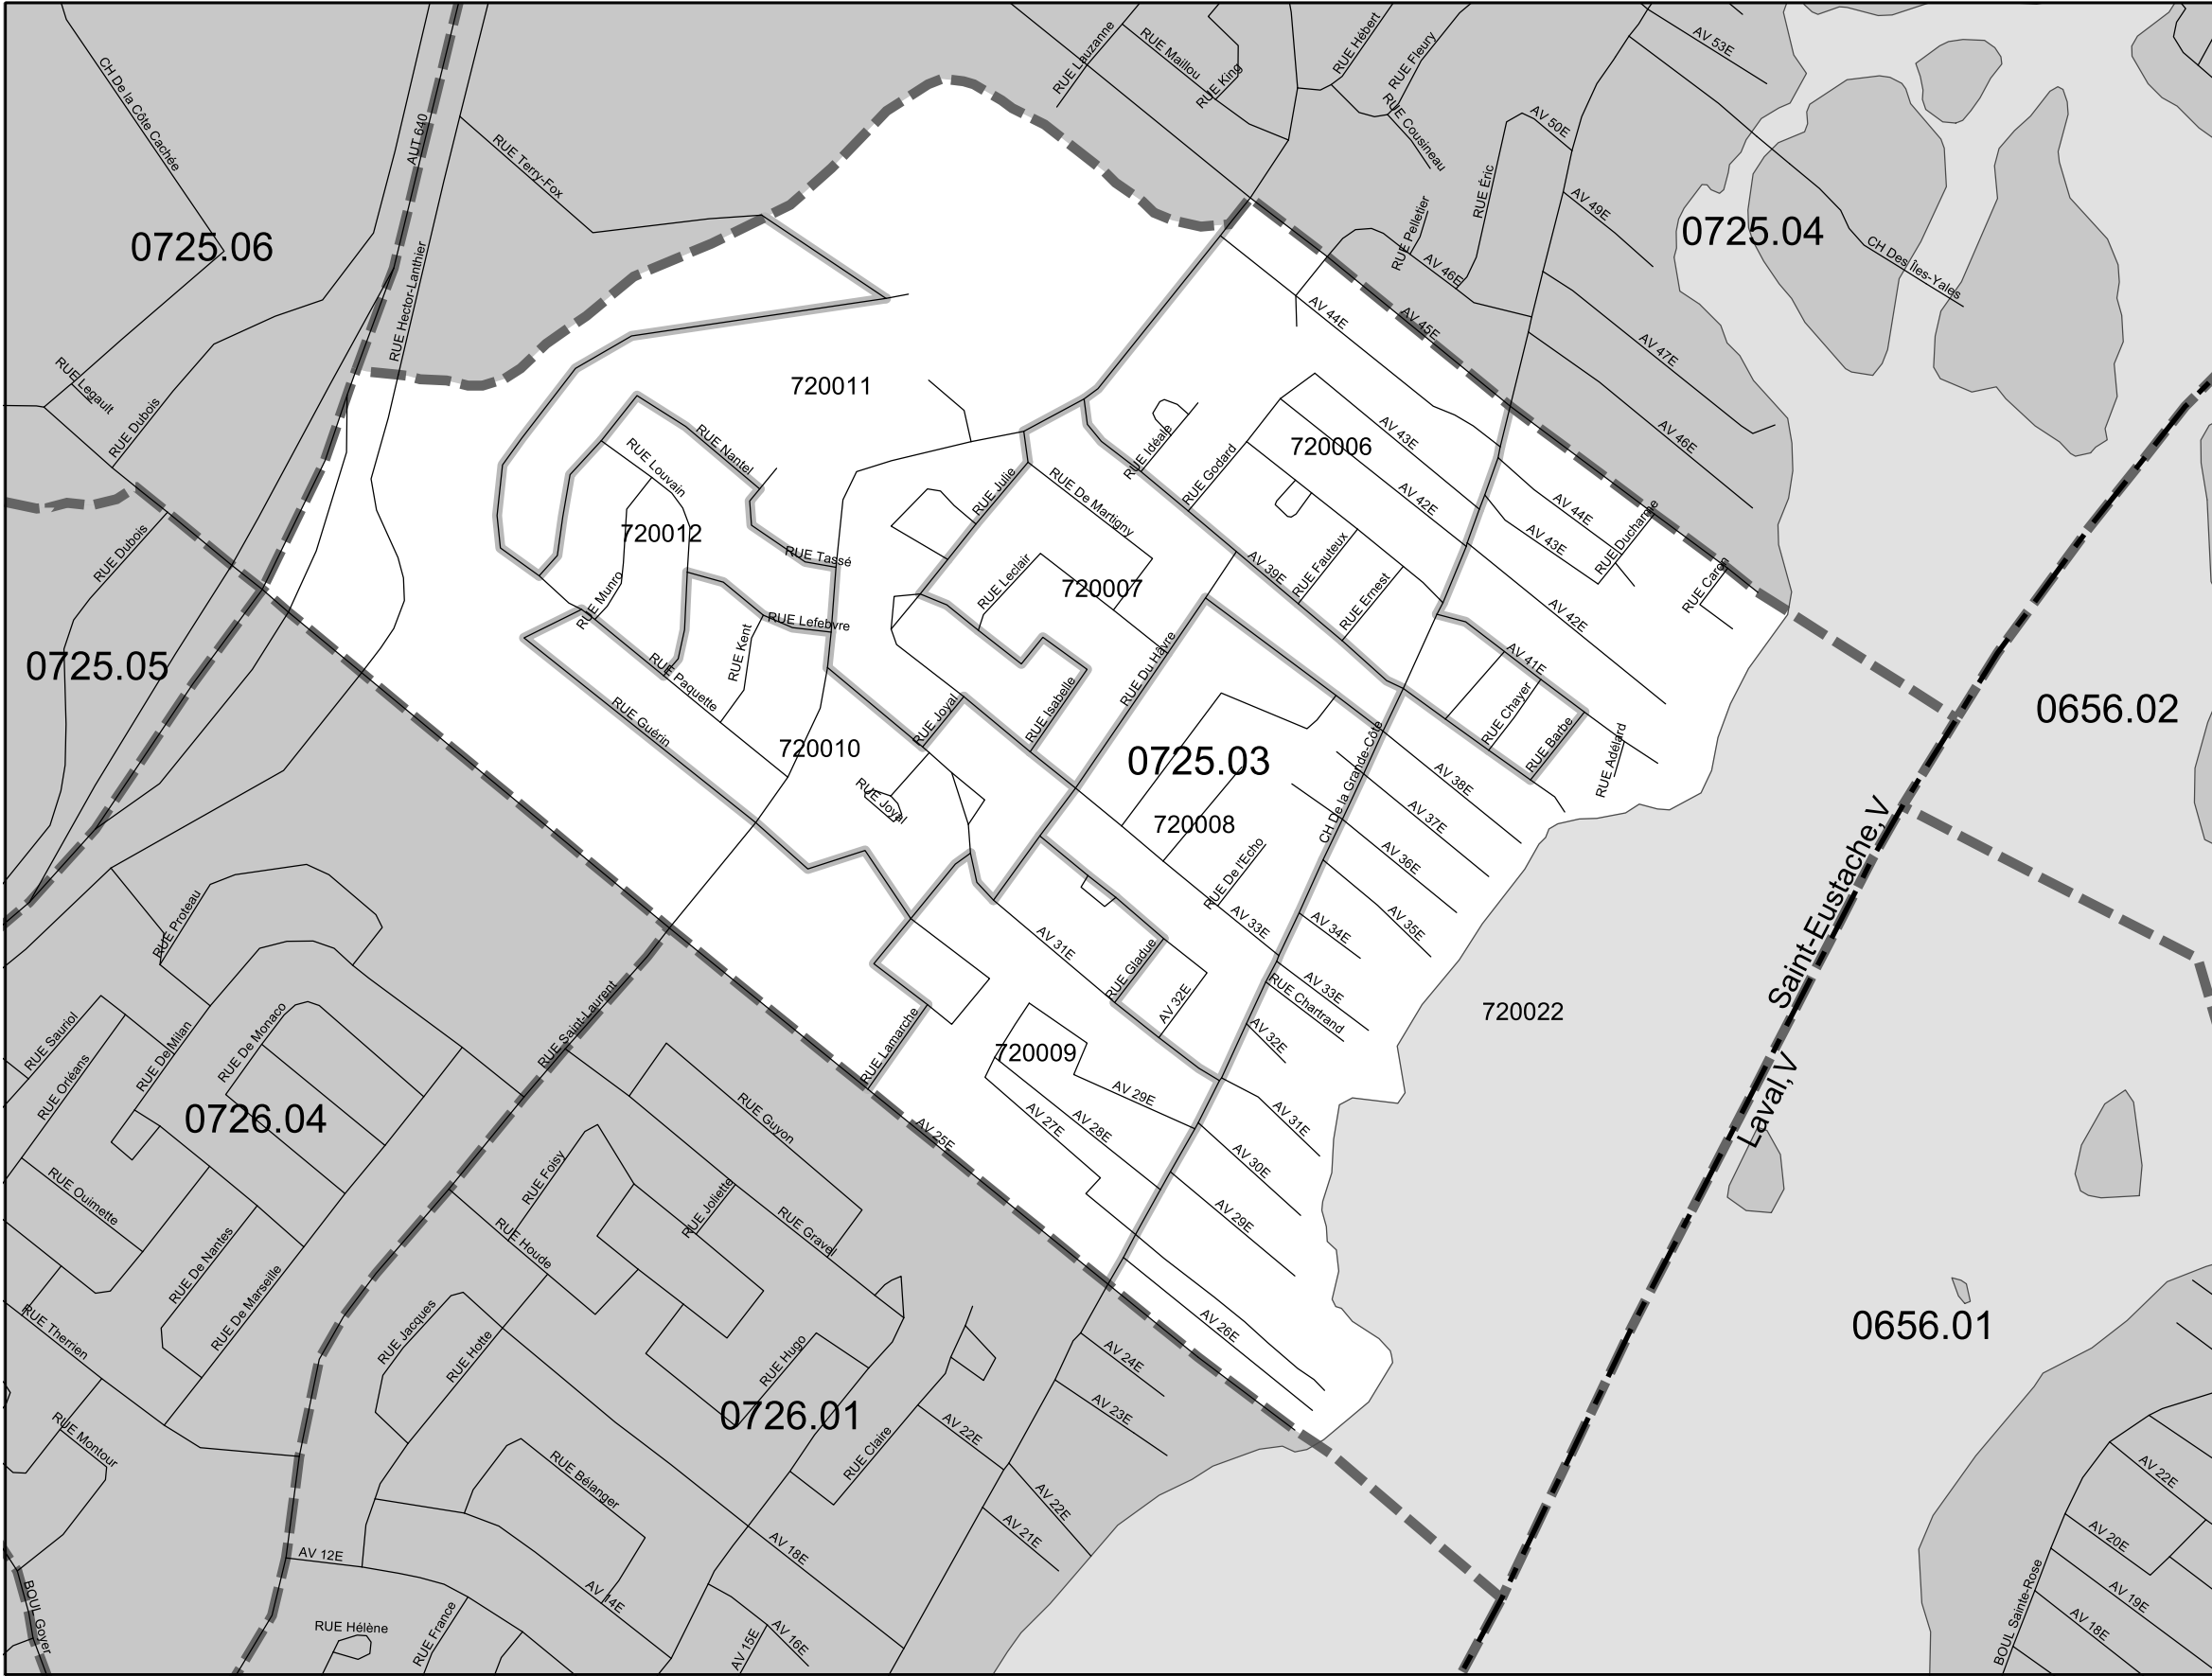 CH De la Côte Cachée
AUT 640
RUE Hector-Lanthier
RUE Terry-Fox
RUE Lauzanne
RUE Maillou
RUE King
RUE Hébert
RUE Fleury
RUE Cousineau
AV 53E
AV 50E
RUE Éric
AV 49E
RUE Pelletier
AV 46E
0725.06
0725.04
CH Des Îles-Yales
AV 44E
AV 45E
AV 47E
AV 46E
RUE Legault
RUE Dubois
720011
RUE Nantel
RUE Louvain
720012
RUE Tassé
RUE Munro
RUE Lefebvre
RUE Kent
RUE Paquette
RUE Guérin
RUE Julie
RUE De Martigny
RUE Leclair
720007
RUE Idéale
RUE Godard
720006
AV 43E
AV 42E
AV 44E
AV 43E
RUE Duchame
RUE Caron
AV 39E
RUE Fauteux
RUE Ernest
AV 42E
AV 41E
RUE Chayer
RUE Barbe
RUE Adélard
RUE Dubois
0725.05
0656.02
720010
RUE Joyal
RUE Joyal
RUE Isabelle
RUE Du Hâvre
0725.03
720008
CH De la Grande-Côte
AV 38E
AV 37E
AV 36E
AV 35E
AV 34E
RUE De l'Echo
AV 33E
AV 33E
RUE Chartrand
AV 32E
AV 31E
RUE Gladue
AV 32E
Saint-Eustache, V
Laval, V
720022
RUE Proteau
RUE Sauriol
RUE Orléans
RUE De Milan
RUE De Monaco
0726.04
RUE Ouimette
RUE De Nantes
RUE De Marseille
RUE Therrien
RUE Montour
RUE Saint-Laurent
RUE Lamarche
720009
AV 29E
AV 28E
AV 27E
AV 31E
AV 30E
AV 29E
AV 25E
AV 26E
RUE Guyon
RUE Foisy
RUE Joliette
RUE Gravel
RUE Houde
RUE Jacques
RUE Hotte
RUE Hugo
0726.01
RUE Claire
AV 24E
AV 23E
AV 22E
AV 22E
AV 21E
0656.01
RUE Bélanger
AV 18E
AV 12E
AV 14E
BOUL Goyer
RUE Hélène
RUE France
AV 15E
AV 16E
AV 22E
AV 20E
AV 19E
AV 18E
BOUL Sainte-Rose